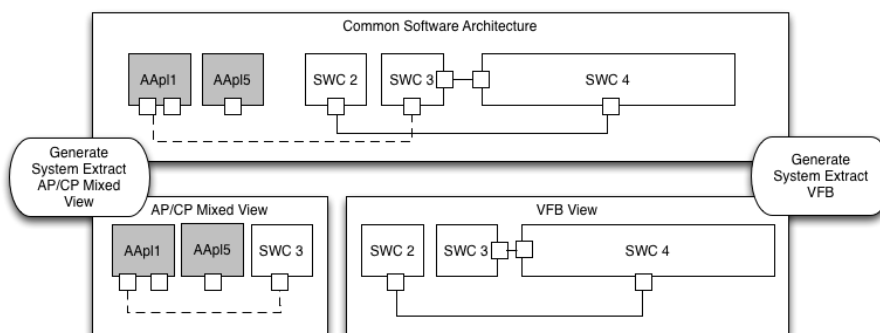 Common Software Architecture
AApl1
AApl5
SWC 2
SWC 3
SWC 4
Generate
System Extract
AP/CP Mixed
View
Generate
System Extract
VFB
AP/CP Mixed View
AApl1
AApl5
SWC 3
VFB View
SWC 2
SWC 3
SWC 4